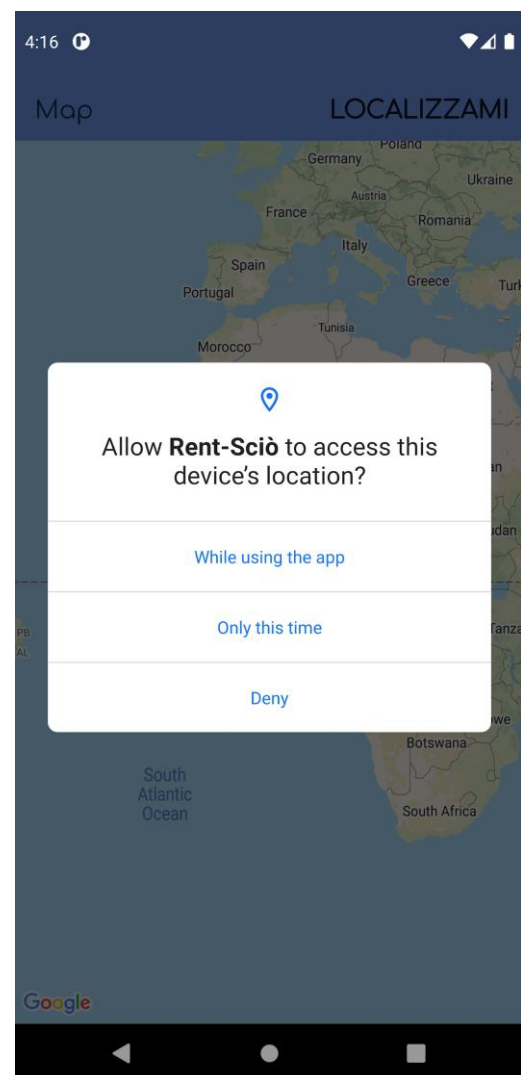 4:16
Map
LOCALIZZAMI
Poland
Germany
Ukraine
Austria
France
Romania
Italy
Spain
Greece
Portugal
Tunisia
Morocco
Allow Rent-Sciò to access this
device's location?
While using the app
Only this time
Deny
Botswana
South
Atlantic
Ocean
South Africa
Google